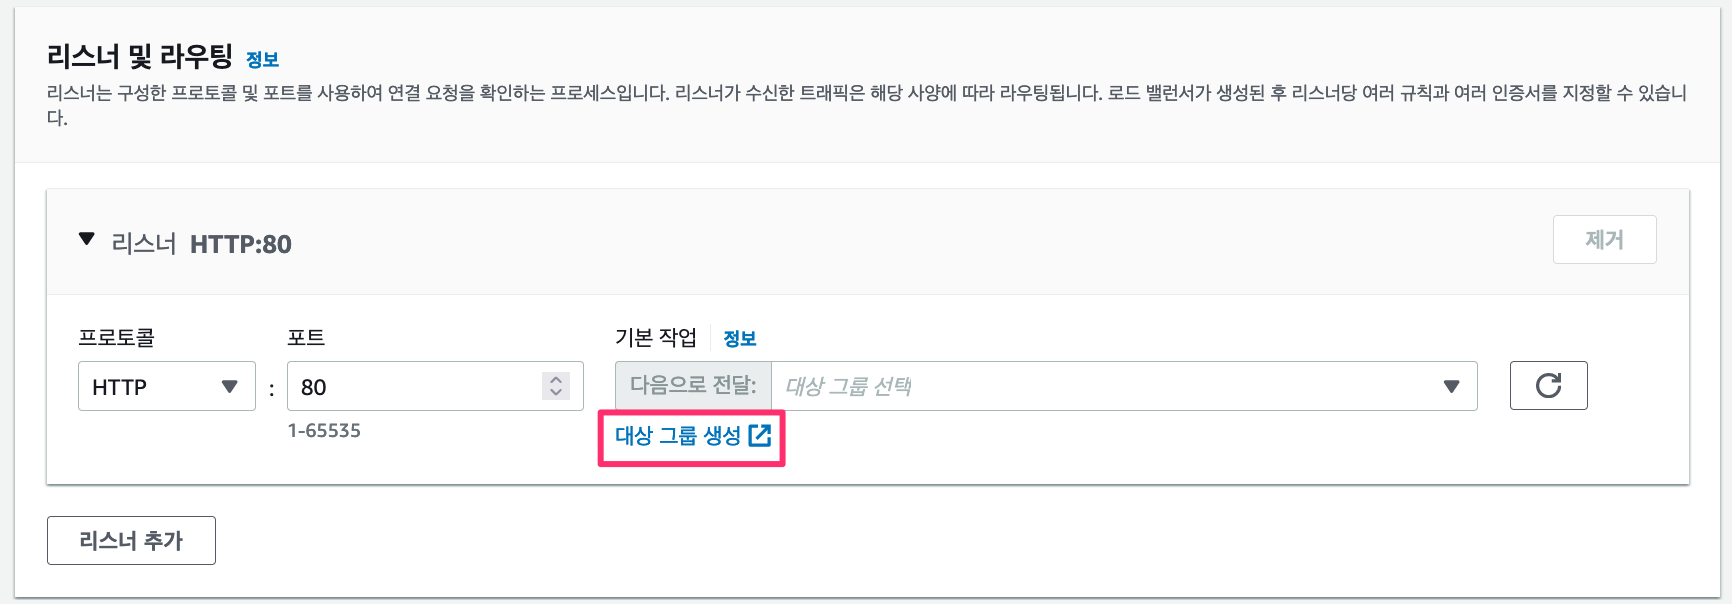 리스너 및 라우팅 정보
리스너는 구성한 프로토콜 및 포트를 사용하여 연결 요청을 확인하는 프로세스입니다. 리스너가 수신한 트래픽은 해당 사양에 따라 라우팅됩니다. 로드 밸런서가 생성된 후 리스너당 여러 규칙과 여러 인증서를 지정할 수 있습니
다.
리스너 HTTP:80
제거
프로토콜 포트 기본 작업 정보
HTTP : 80 다음으로 전달: 대상 그룹 선택
1-65535 대상 그룹 생성
리스너 추가